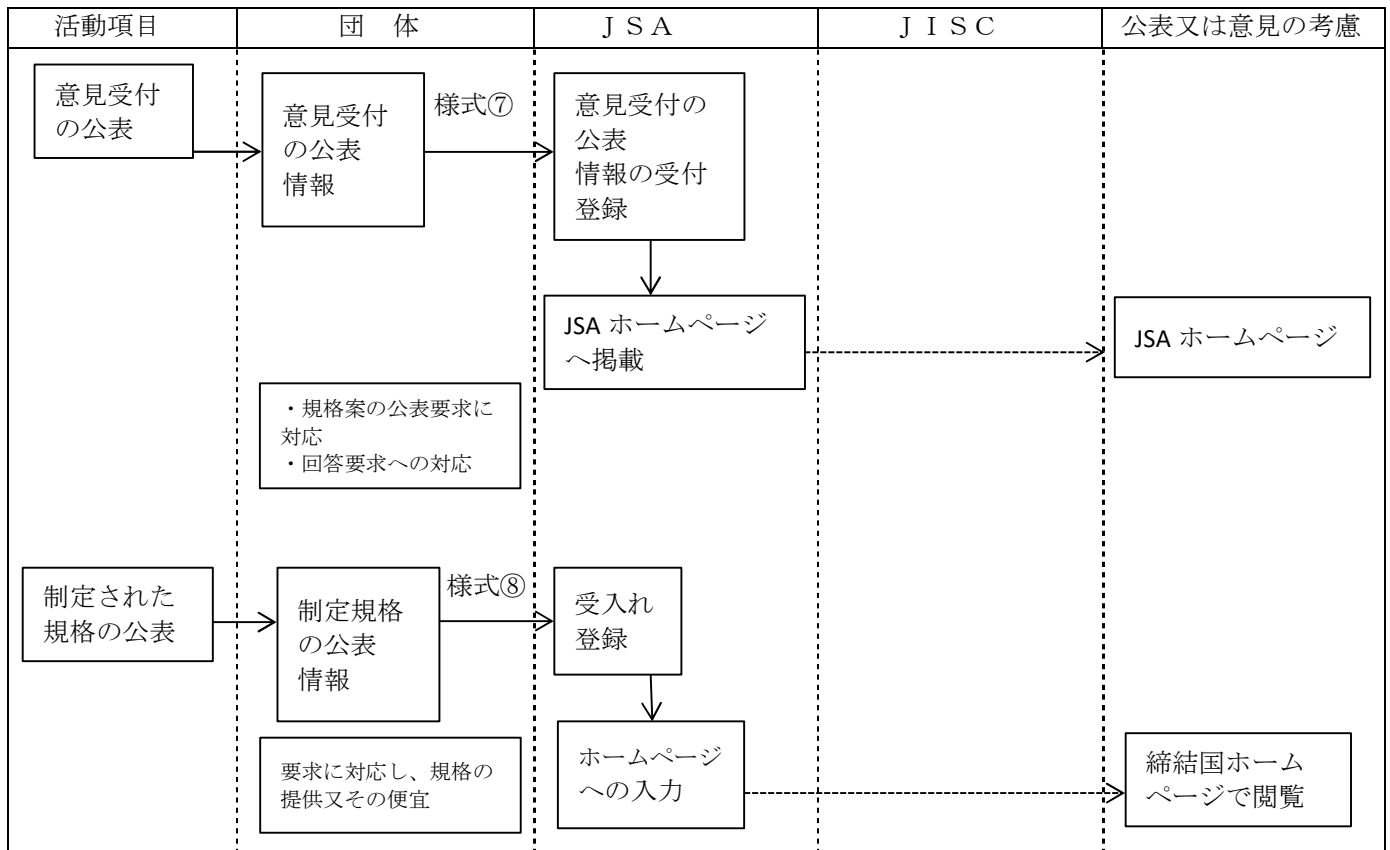 活動項目
団　体
ＪＳＡ
ＪＩＳＣ
公表又は意見の考慮
意見受付
の公表
意見受付
の公表
情報
様式⑦
意見受付の
公表
情報の受付
登録
JSA ホームページ
へ掲載
JSA ホームページ
・規格案の公表要求に
対応
・回答要求への対応
制定された
規格の公表
制定規格
の公表
情報
様式⑧
受入れ
登録
要求に対応し、規格の
提供又その便宜
ホームページ
への入力
締結国ホーム
ページで閲覧